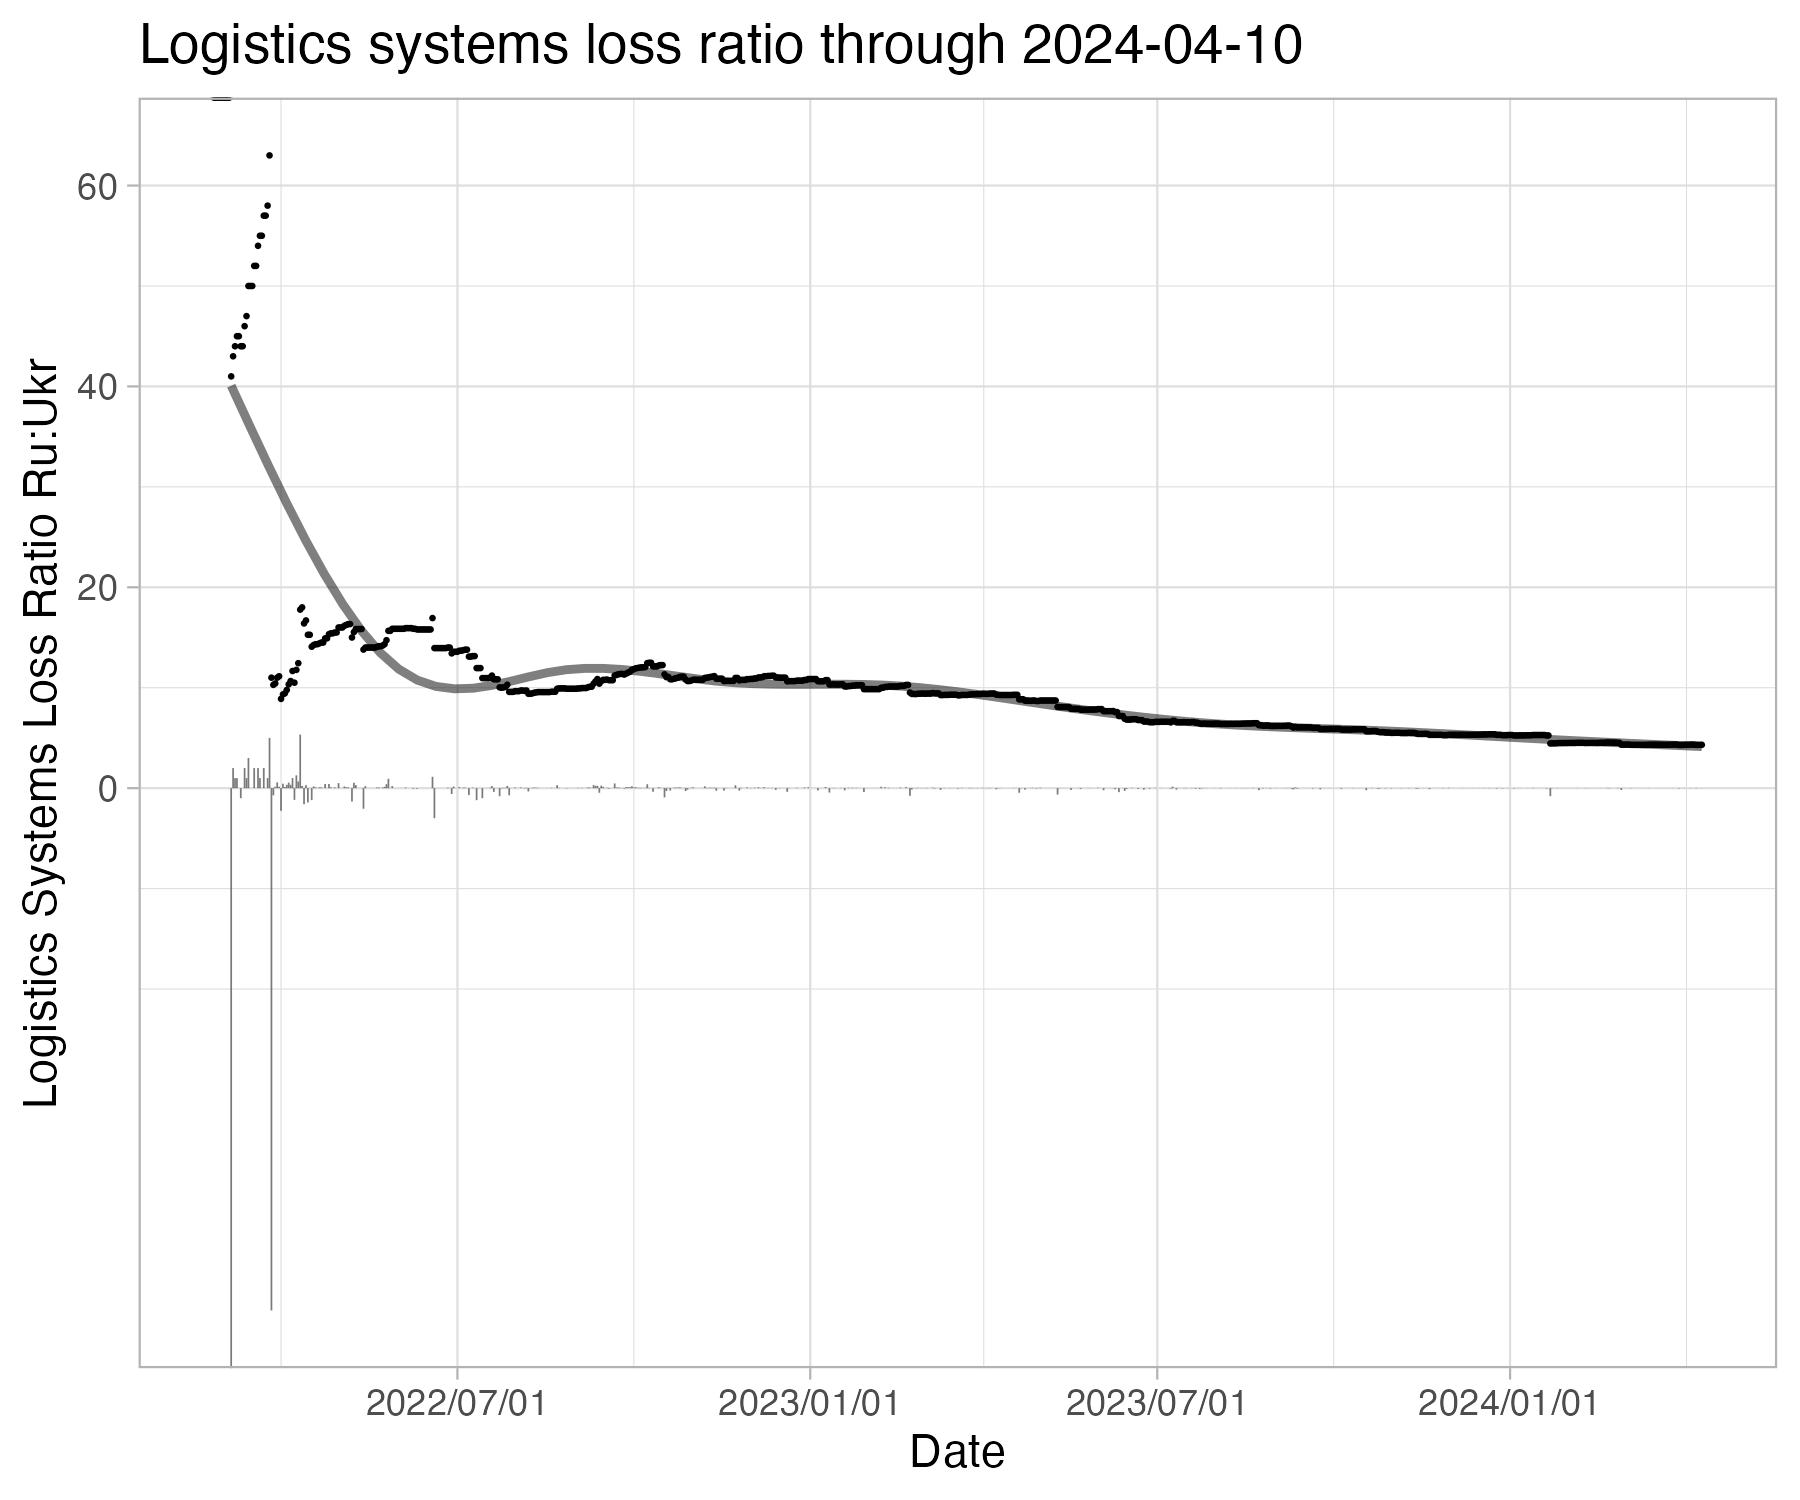 Logistics systems loss ratio through 2024-04-10
Logistics Systems Loss Ratio Ru:Ukr
60
40
20
0
2022/07/01
2023/01/01
2023/07/01
2024/01/01
Date